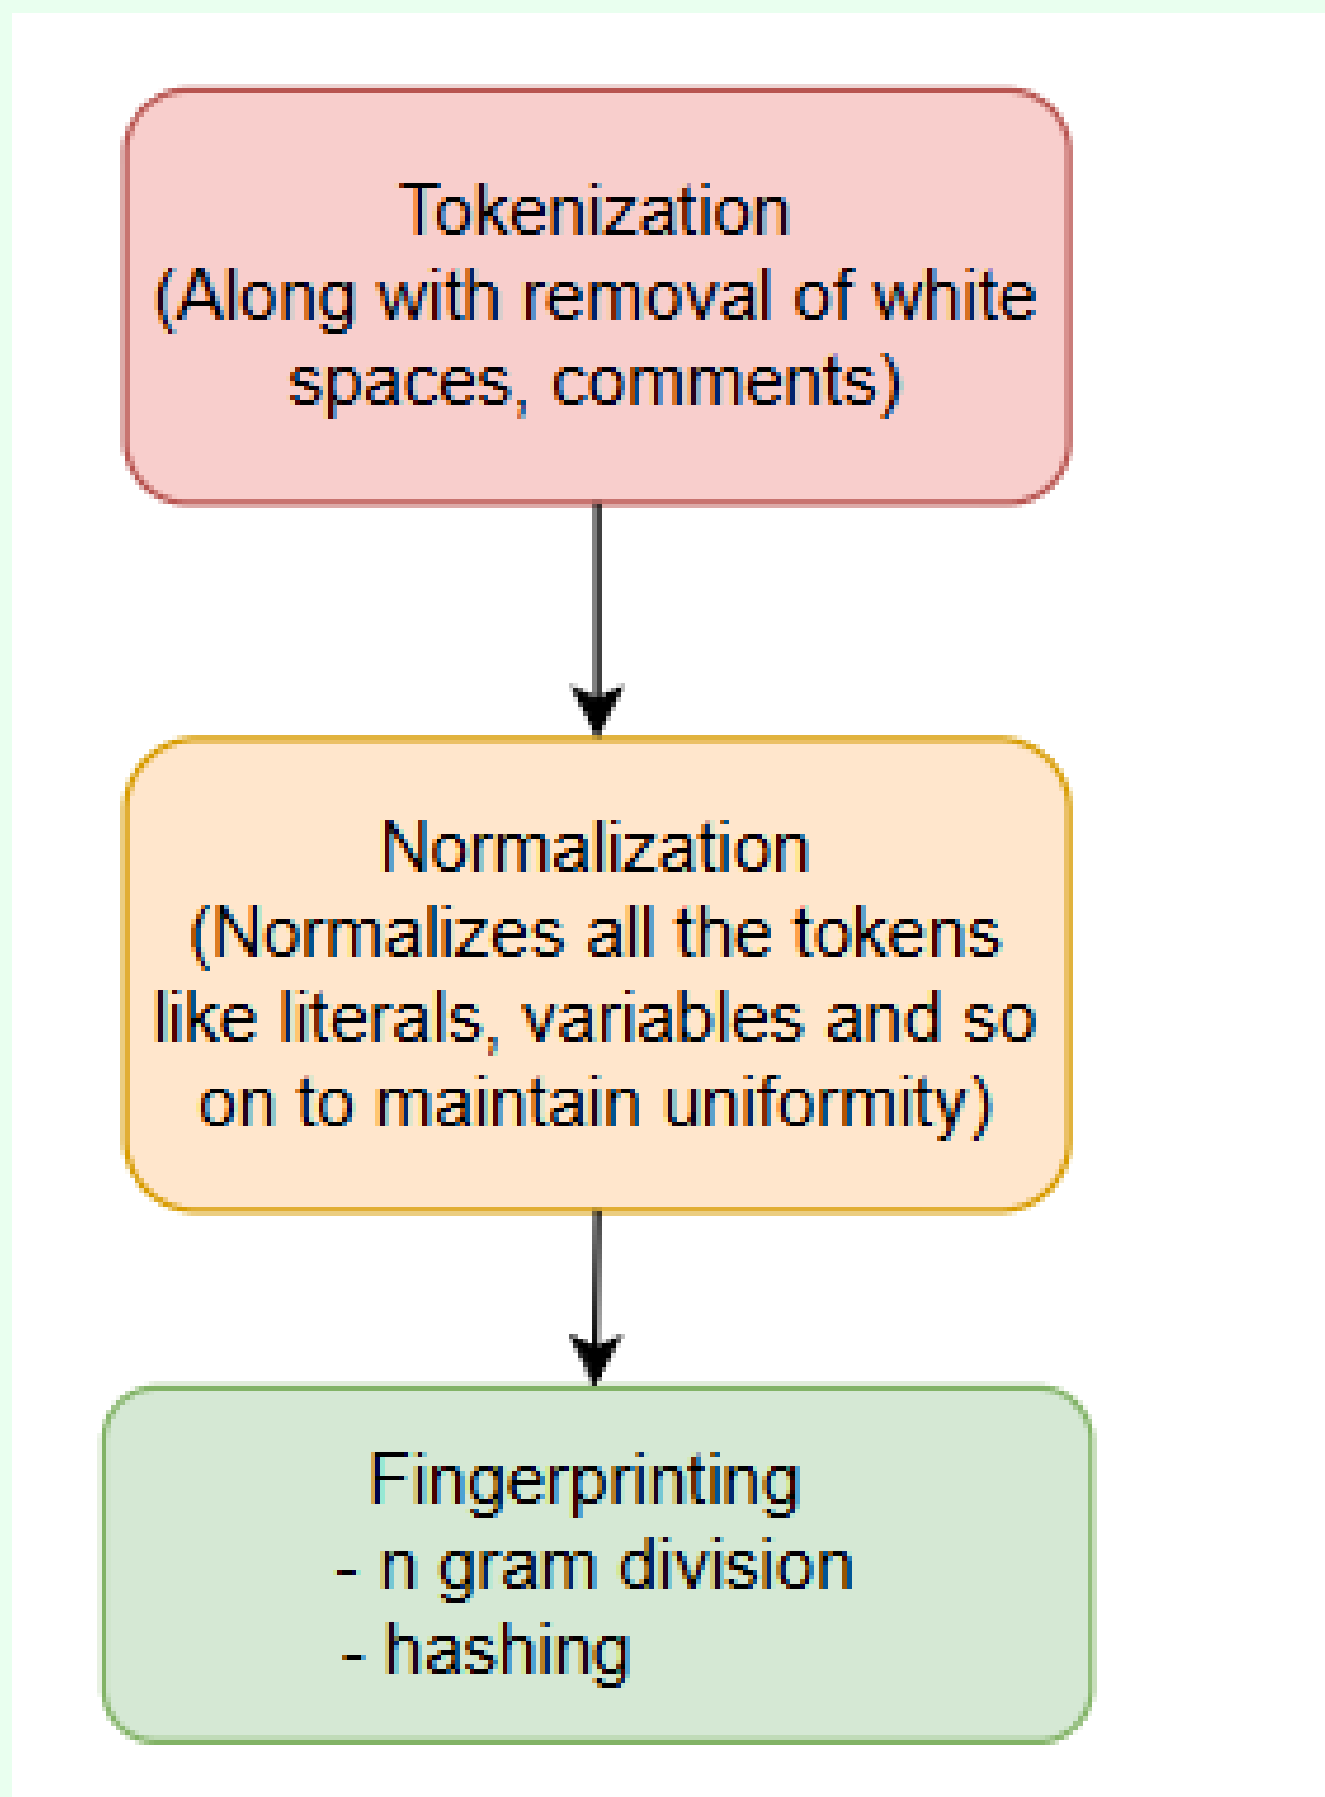 Tokenization
(Along with removal of white
spaces, comments)
Normalization
(Normalizes all the tokens
like literals, variables and so
on to maintain uniformity)
Fingerprinting
- n gram division
- hashing